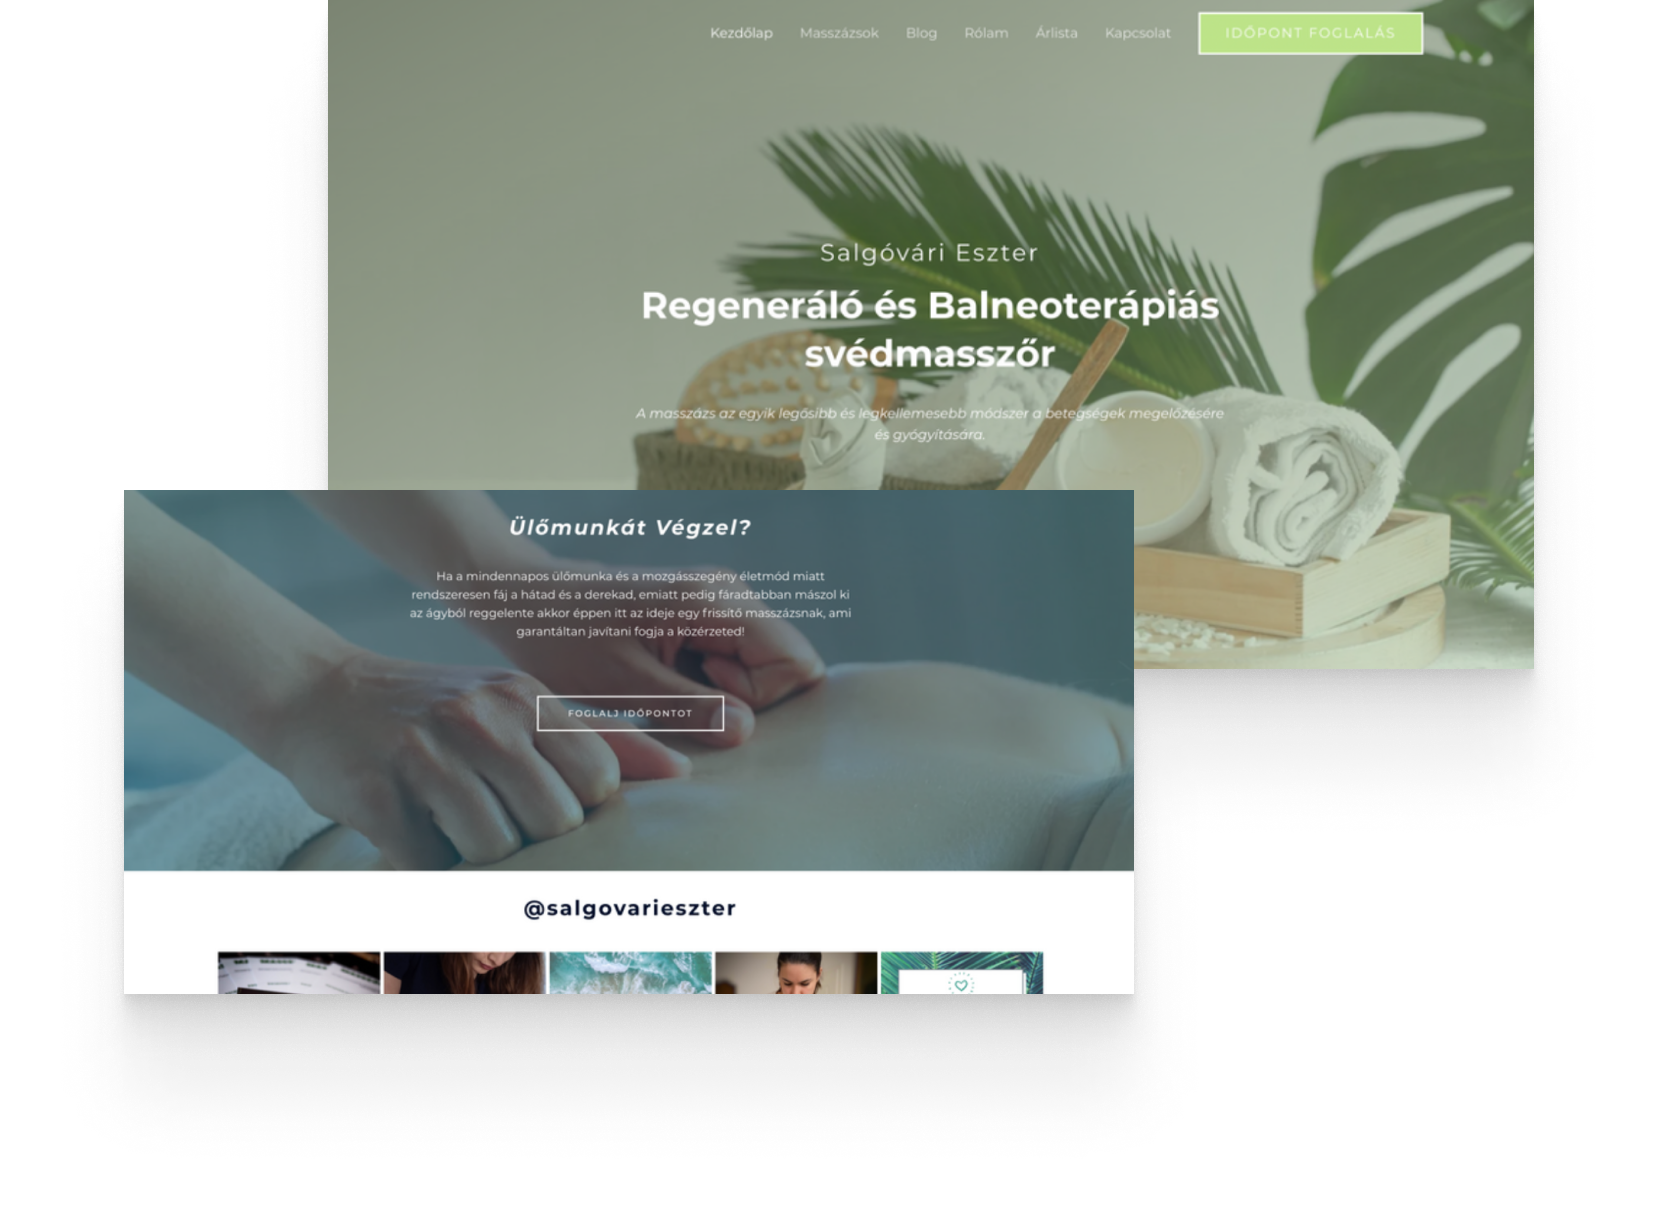 Kezdőlap Masszázsok Blog Rólam Árlista Kapcsolat IDŐPONT FOGLALÁS
Salgóvári Eszter
Regeneráló és Balneoterápiás
svédmasszőr
A masszázs az egyik legősibb és legkellemesebb módszer a betegségek megelőzésére
és gyógyítására.
Ülőmunkát Végzel?
Ha a mindennapos ülőmunka és a mozgásszegény életmód miatt
rendszeresen fáj a hátad és a derekad, emiatt pedig fáradtabban mászol ki
az ágyból reggelente akkor éppen itt az ideje egy frissítő masszázsnak, ami
garantáltan javítani fogja a közérzeted!
FOGLALJ IDŐPONTOT
@salgovarieszter